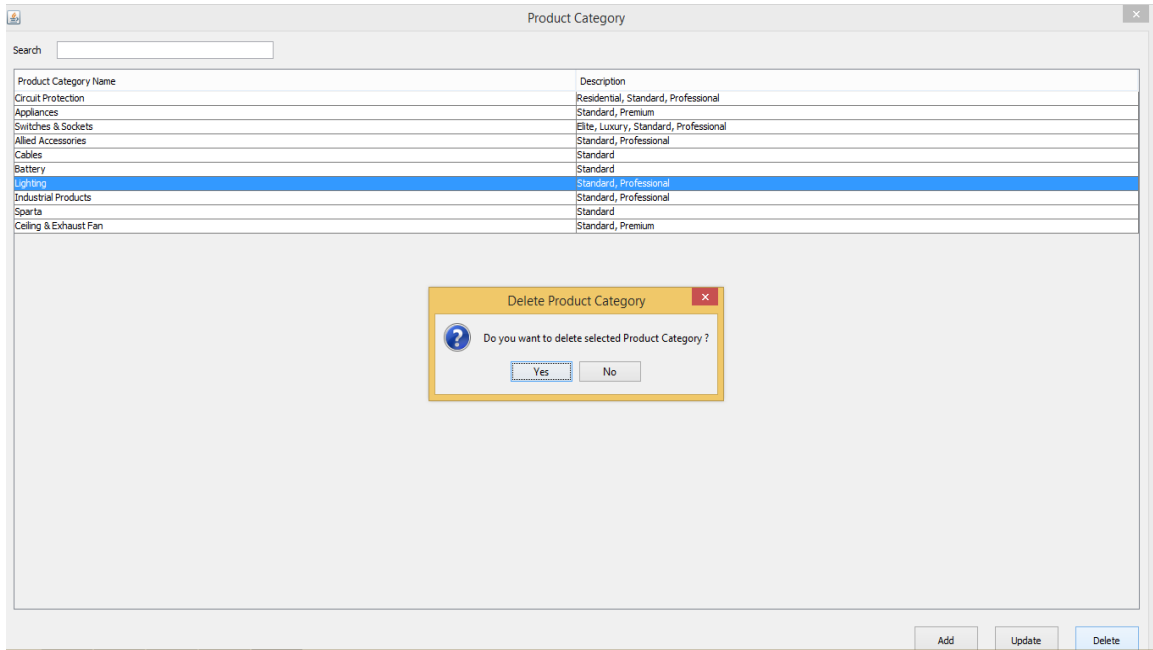 Product Category
Search
Product Category Name Description
Circuit Protection Residential, Standard, Professional
Appliances Standard, Premium
Switches & Sockets Elite, Luxury, Standard, Professional
Allied Accessories Standard, Professional
Cables Standard
Battery Standard
Lighting Standard, Professional
Industrial Products Standard, Professional
Sparta Standard
Ceiling & Exhaust Fan Standard, Premium
Delete Product Category
Do you want to delete selected Product Category ?
Yes No
Add Update Delete